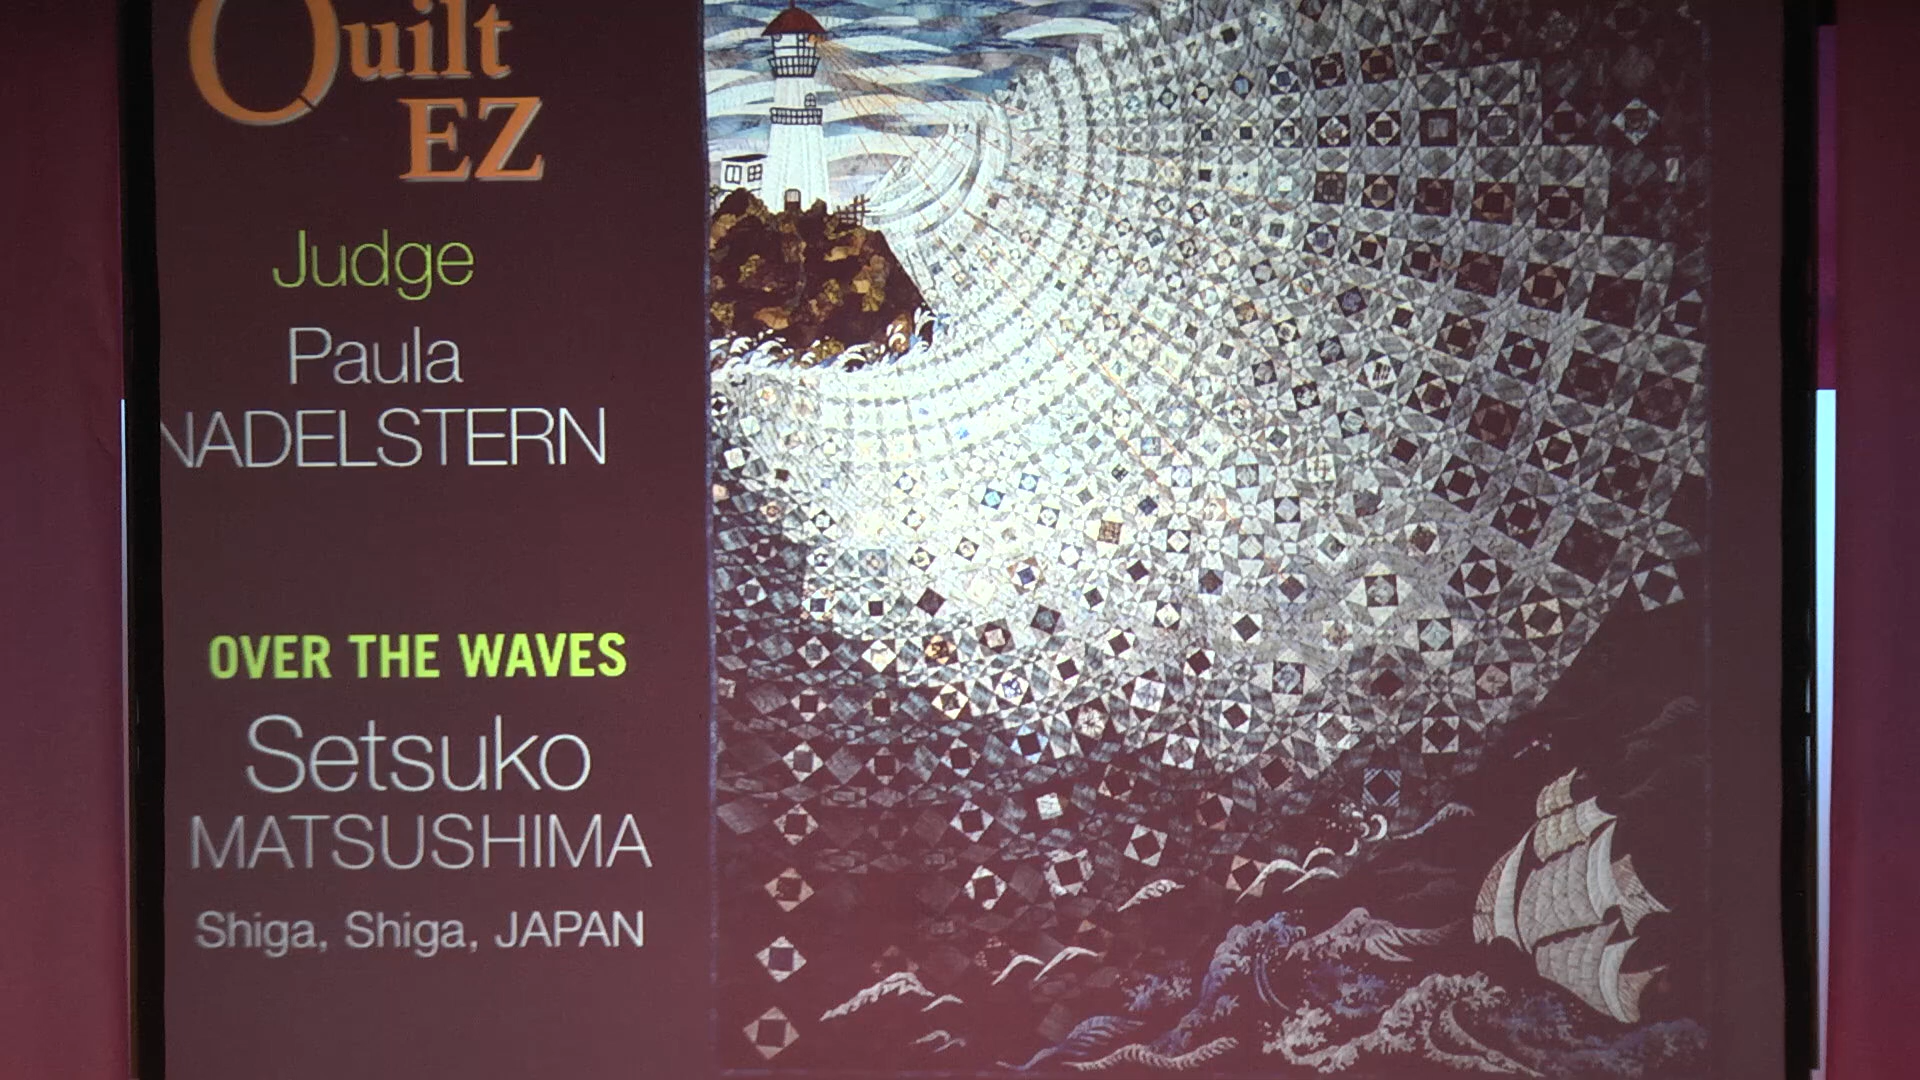 Quilt
EZ
Judge
Paula
NADELSTERN
OVER THE WAVES
Setsuko
MATSUSHIMA
Shiga, Shiga, JAPAN